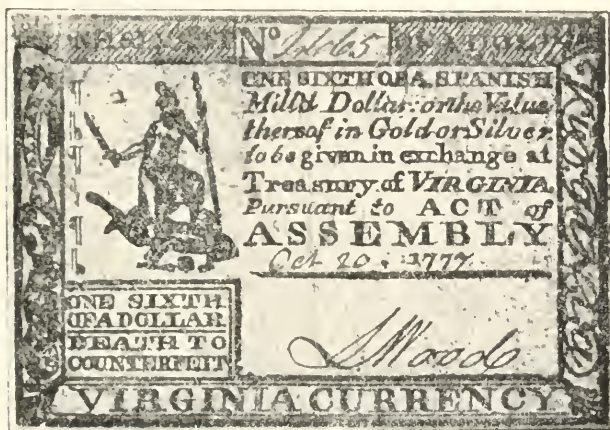 No
ONE SIXTH OF A SPANISH
Mill'd Dollar: or the Value
thereof in Gold or Silver
to be given in exchange at
Treasury of VIRGINIA
Pursuant to ACT of
ASSEMBLY
Oct 20, 1777
ONE SIXTH
OF A DOLLAR
DEATH TO
COUNTERFEIT
Wood
VIRGINIA CURRENCY